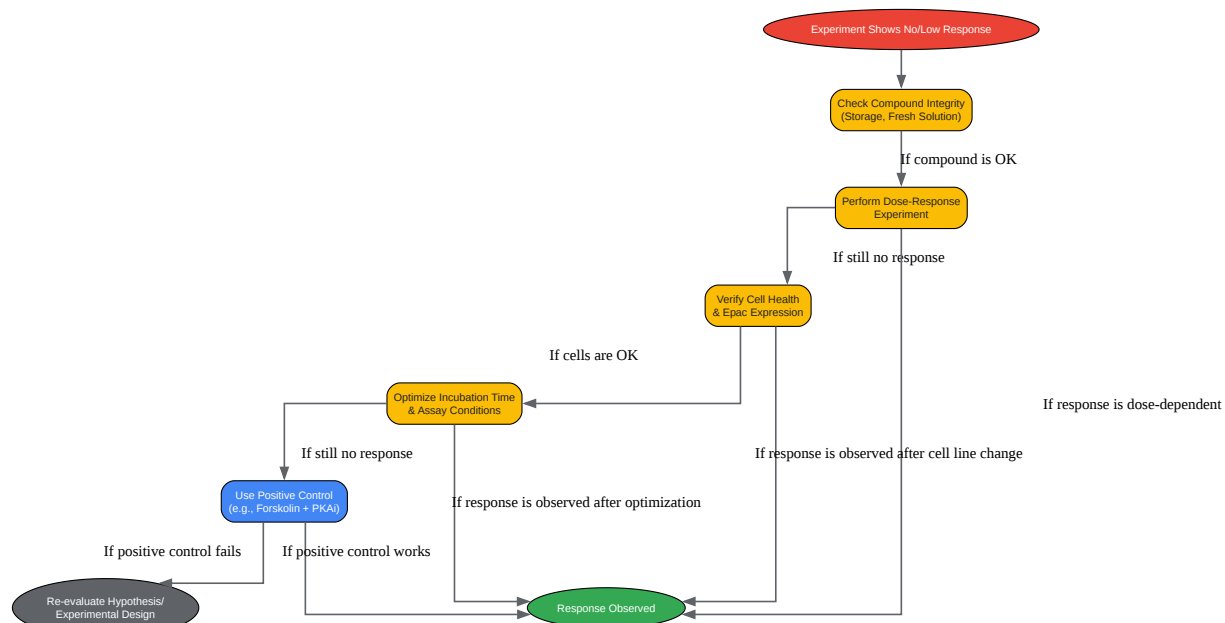 Experiment Shows No/Low Response
Check Compound Integrity
(Storage, Fresh Solution)
If compound is OK
Perform Dose-Response
Experiment
If still no response
Verify Cell Health
& Epac Expression
If cells are OK
Optimize Incubation Time
& Assay Conditions
If response is dose-dependent
If still no response
If response is observed after cell line change
Use Positive Control
(e.g., Forskolin + PKAi)
If response is observed after optimization
If positive control fails
If positive control works
Re-evaluate Hypothesis/
Experimental Design
Response Observed